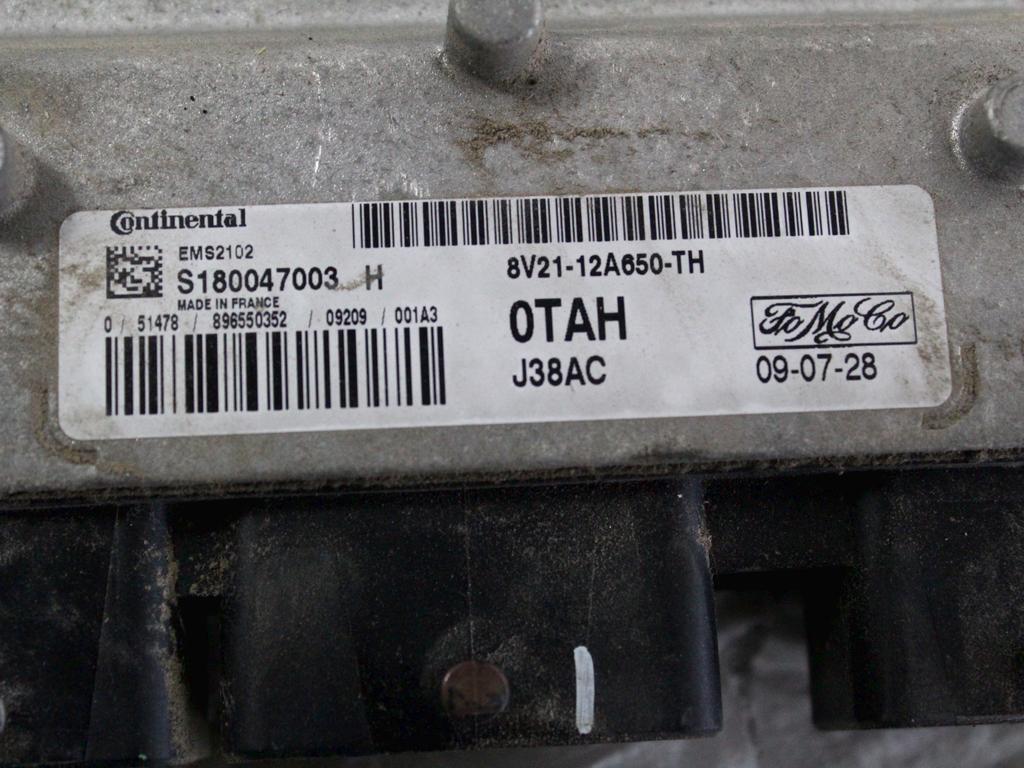 Continental
EMS2102
S180047003 H
MADE IN FRANCE
0 / 51478 / 896550352 / 09209 / 001A3
8V21-12A650-TH
0TAH
J38AC
FoMoCo
09-07-28